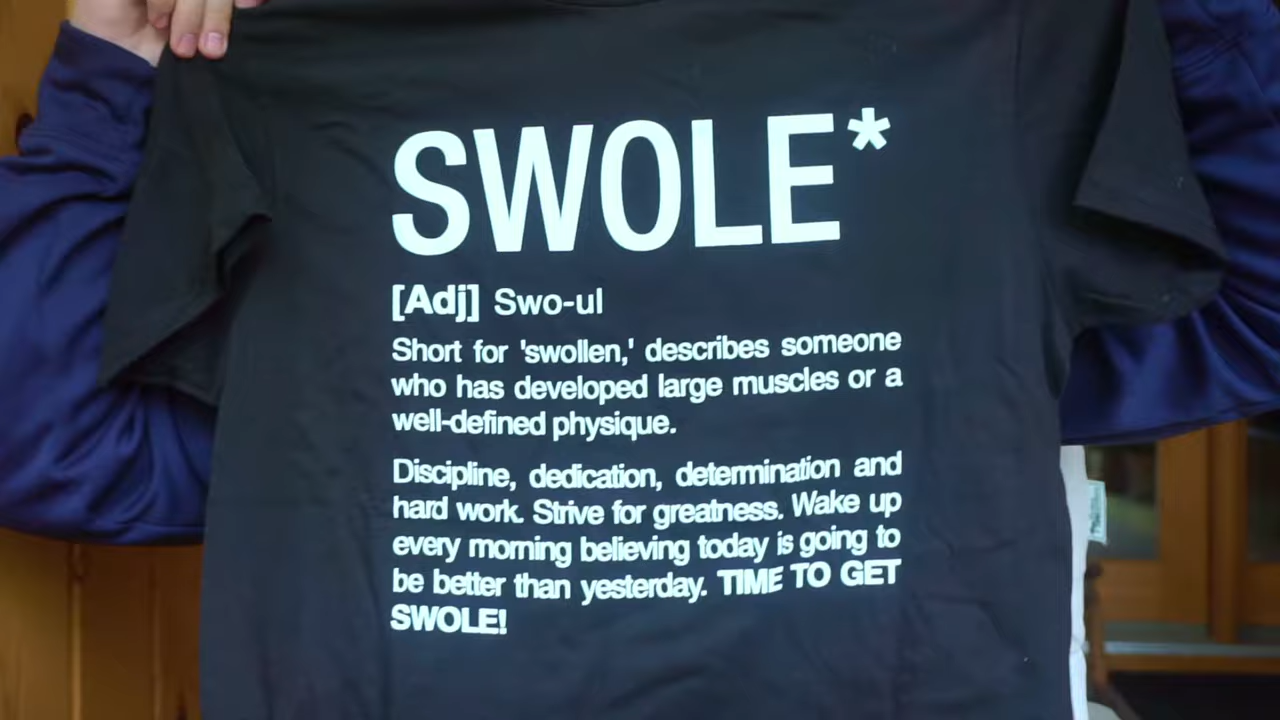 SWOLE*
[Adj] Swo-ul
Short for 'swollen,' describes someone
who has developed large muscles or a
well-defined physique.
Discipline, dedication, determination and
hard work. Strive for greatness. Wake up
every morning believing today is going to
be better than yesterday. TIME TO GET
SWOLE!